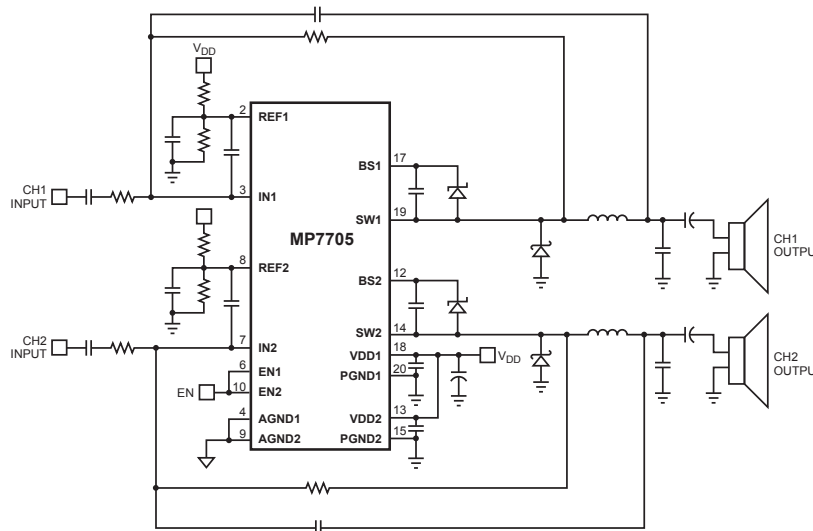 VDD
2
REF1
17
BS1
CH1
INPUT
3
IN1
19
SW1
MP7705
CH1
OUTPUT
8
REF2
12
BS2
CH2
INPUT
7
IN2
14
SW2
18
VDD1
VDD
6
EN1
20
PGND1
EN
10
EN2
CH2
OUTPUT
4
AGND1
13
VDD2
9
AGND2
15
PGND2